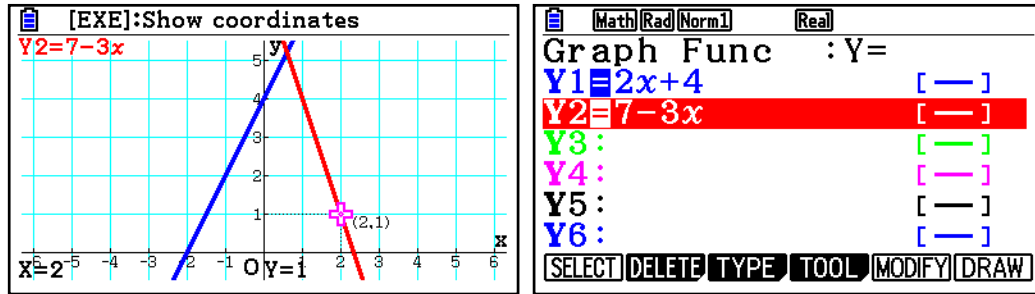 [EXE]:Show coordinates
Y2=7-3x
y
5
4
3
2
1
(2,1)
x
-6 -5 -4 -3 -2 -1 O 1 2 3 4 5 6
X=2 Y=1
Math Rad Norm1 Real
Graph Func :Y=
Y1=2x+4 [—]
Y2=7-3x [—]
Y3: [—]
Y4: [—]
Y5: [—]
Y6: [—]
SELECT DELETE TYPE TOOL MODIFY DRAW